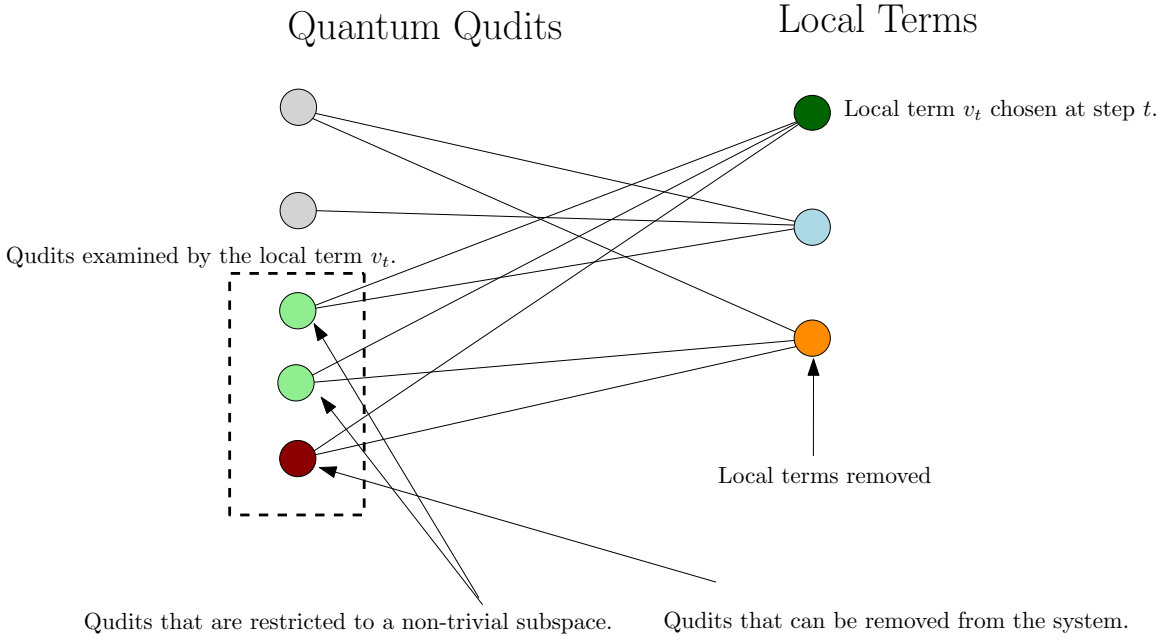 Quantum Qudits
Local Terms
Local term v_t chosen at step t.
Qudits examined by the local term v_t.
Local terms removed
Qudits that are restricted to a non-trivial subspace.
Qudits that can be removed from the system.